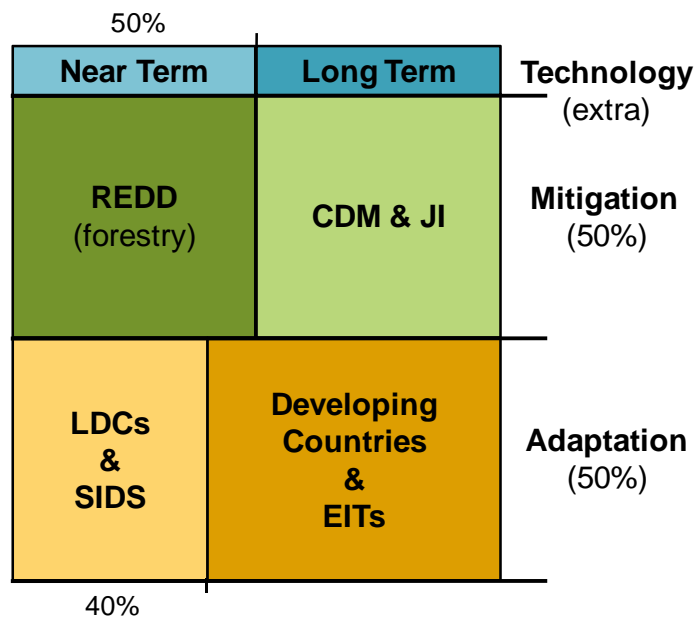 50%
Near Term
Long Term
Technology
(extra)
REDD
(forestry)
CDM & JI
Mitigation
(50%)
LDCs
&
SIDS
Developing
Countries
&
EITs
Adaptation
(50%)
40%